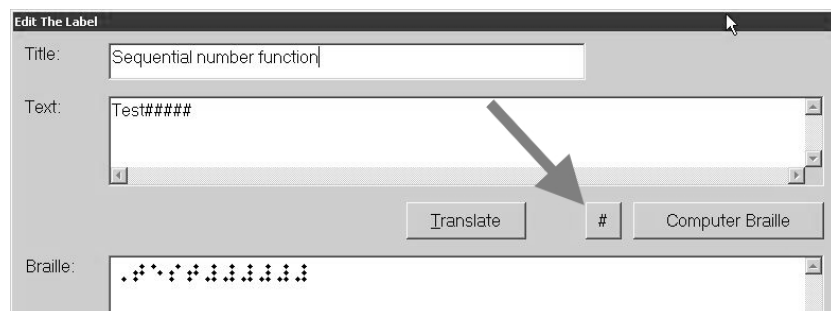 Edit The Label
Title: Sequential number function
Text: Test#####
Translate # Computer Braille
Braille: ⠠⠞⠑⠎⠞⠼⠼⠼⠼⠼⠼